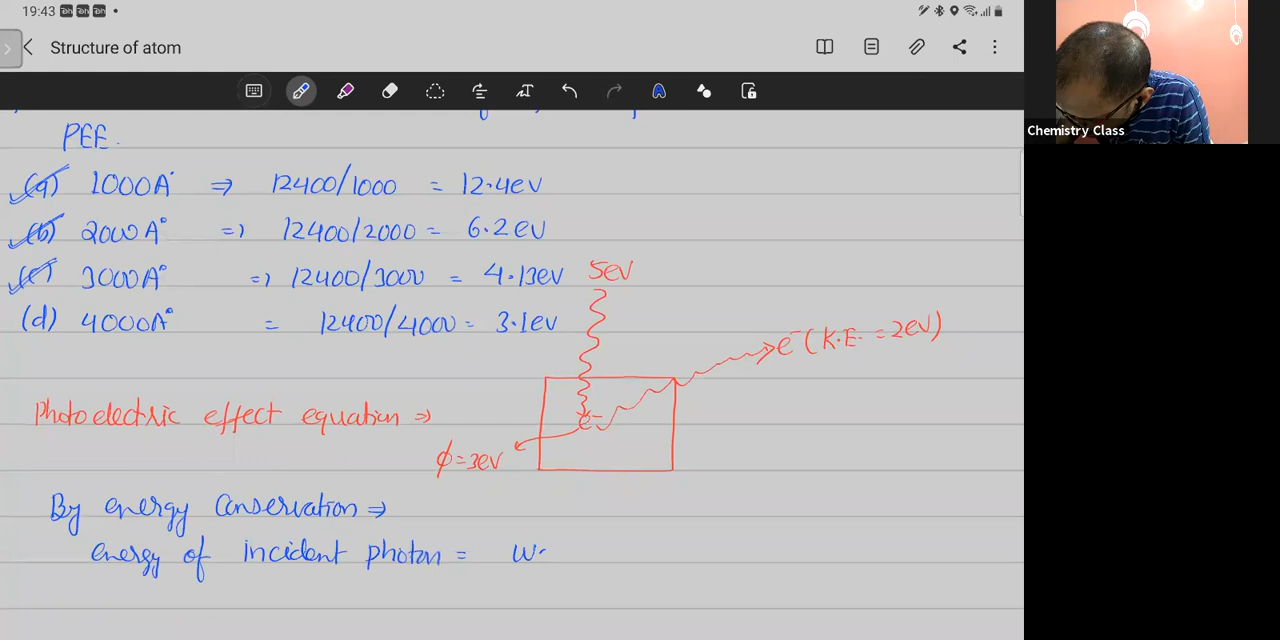 19:43
Structure of atom
Chemistry Class
PEE.
(a) 1000A° ⇒ 12400/1000 = 12.4eV
(b) 2000A° ⇒ 12400/2000 = 6.2eV
(c) 3000A° ⇒ 12400/3000 = 4.13eV
(d) 4000A° = 12400/4000 = 3.1eV
5eV
e⁻ (K.E. = 2eV)
Photoelectric effect equation ⇒
e⁻
φ=3eV
By energy conservation ⇒
energy of incident photon = w.